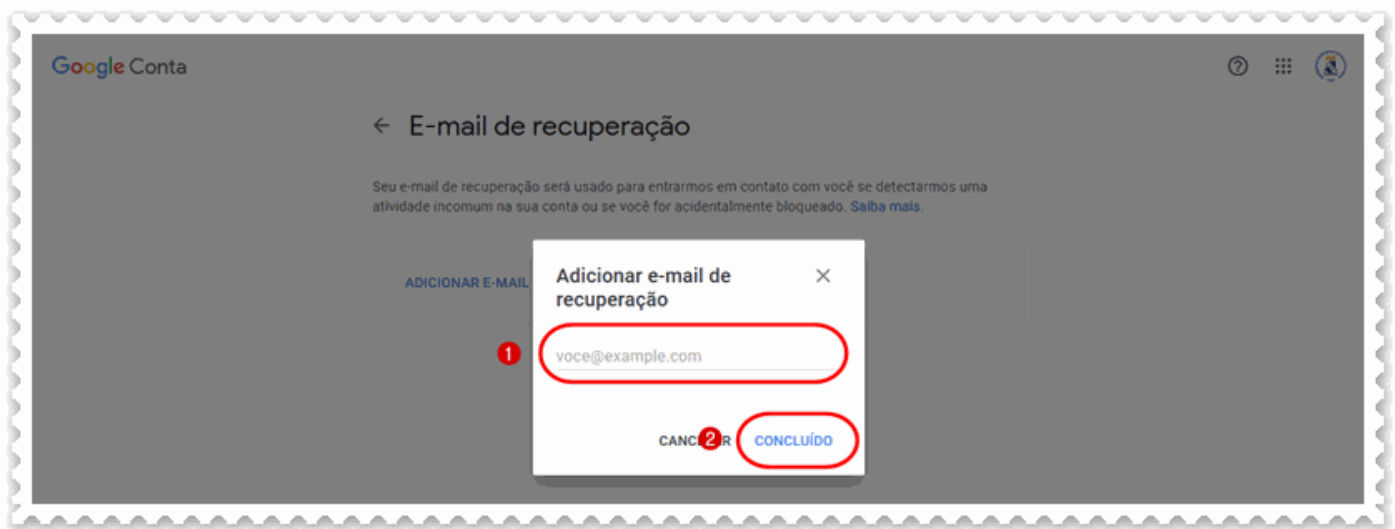 Google Conta
← E-mail de recuperação
Seu e-mail de recuperação será usado para entrarmos em contato com você se detectarmos uma
atividade incomum na sua conta ou se você for acidentalmente bloqueado. Saiba mais.
ADICIONAR E-MAIL
Adicionar e-mail de
recuperação
1
voce@example.com
2
CONCLUÍDO